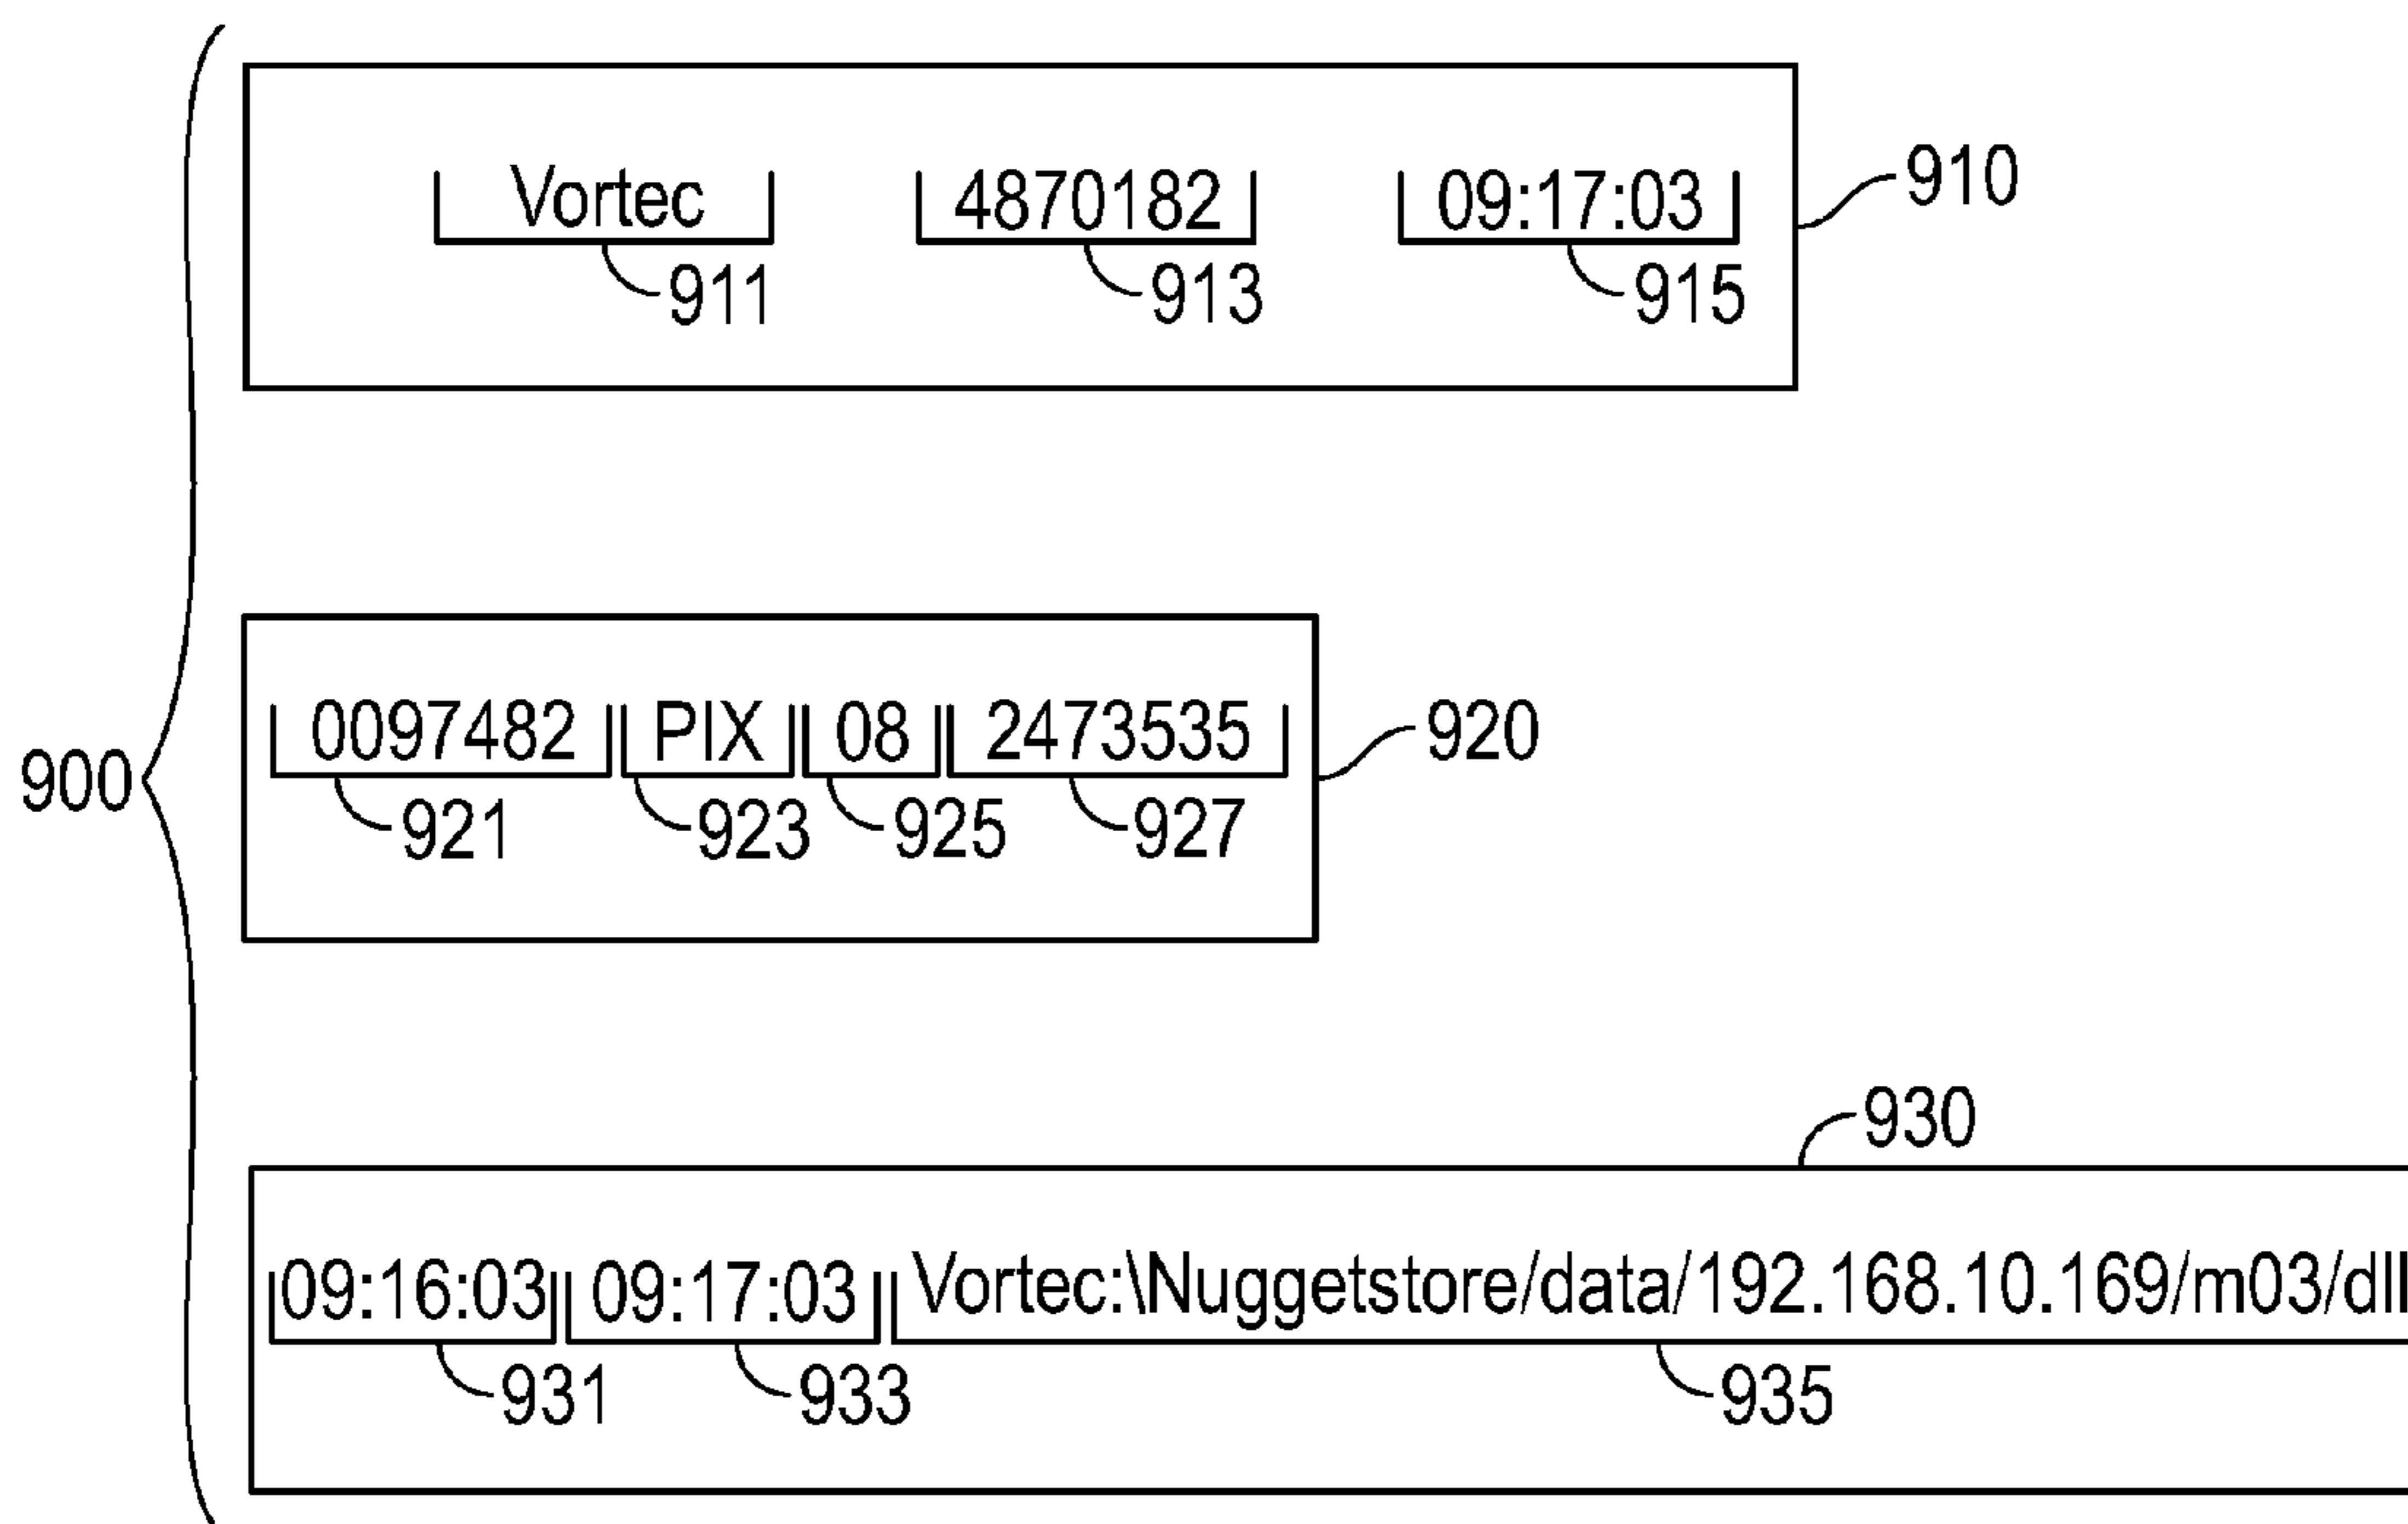 Vortec 4870182 09:17:03 910
911 913 915
0097482 PIX 08 2473535 920
900
921 923 925 927
930
09:16:03 09:17:03 Vortec:\Nuggetstore/data/192.168.10.169/m03/dll
931 933 935